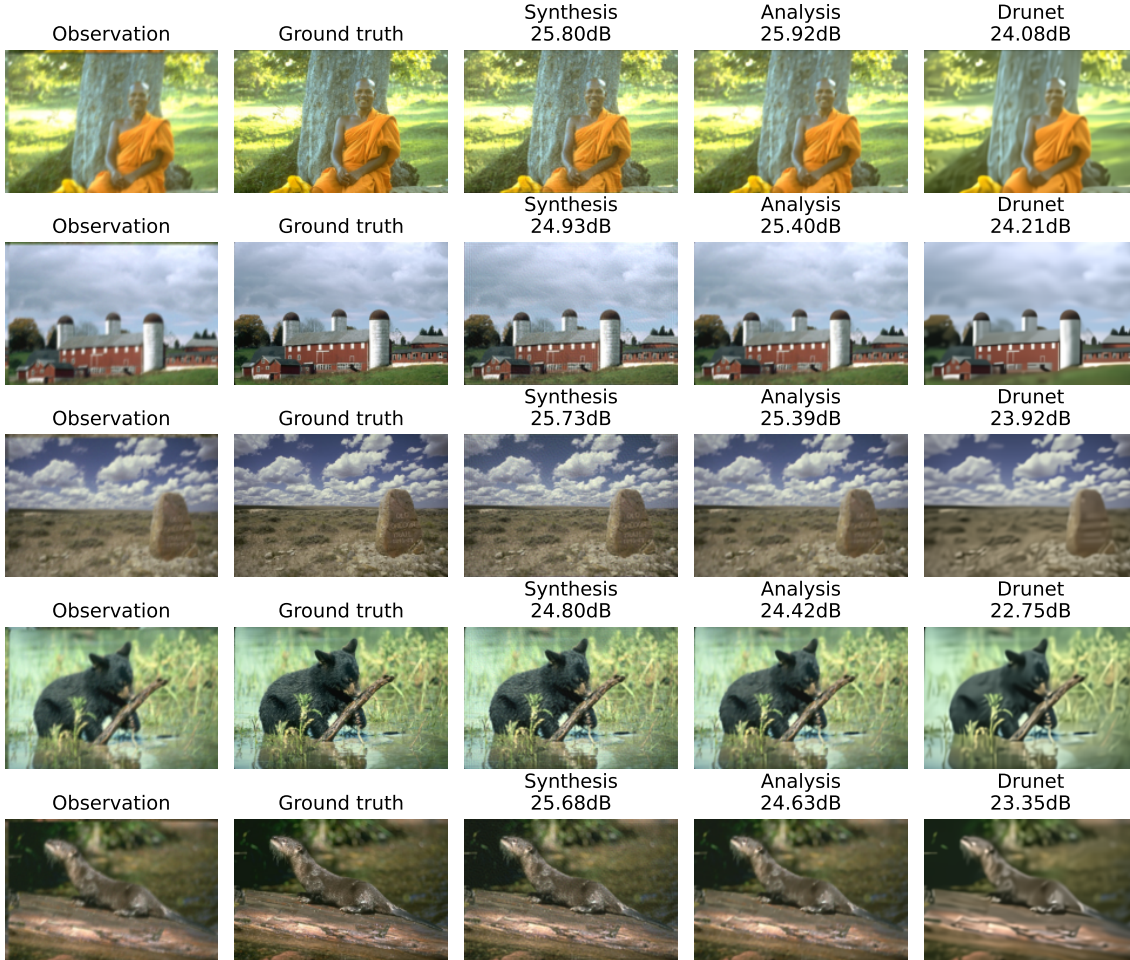 Observation
Ground truth
Synthesis
25.80dB
Analysis
25.92dB
Drunet
24.08dB
Observation
Ground truth
Synthesis
24.93dB
Analysis
25.40dB
Drunet
24.21dB
Observation
Ground truth
Synthesis
25.73dB
Analysis
25.39dB
Drunet
23.92dB
Observation
Ground truth
Synthesis
24.80dB
Analysis
24.42dB
Drunet
22.75dB
Observation
Ground truth
Synthesis
25.68dB
Analysis
24.63dB
Drunet
23.35dB